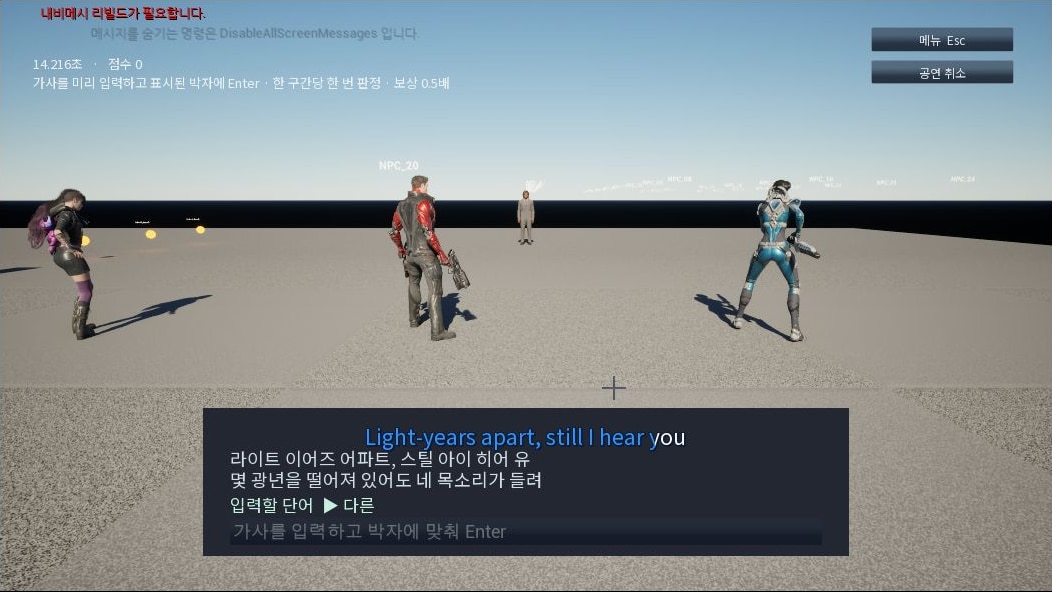 내비메시 리빌드가 필요합니다.
메시지를 숨기는 명령은 DisableAllScreenMessages 입니다.
14.216초 · 점수 0
가사를 미리 입력하고 표시된 박자에 Enter · 한 구간당 한 번 판정 · 보상 0.5배
메뉴 Esc
공연 취소
NPC_20
Light-years apart, still I hear you
라이트 이어즈 어파트, 스틸 아이 히어 유
몇 광년을 떨어져 있어도 네 목소리가 들려
입력할 단어 ▶ 다른
가사를 입력하고 박자에 맞춰 Enter